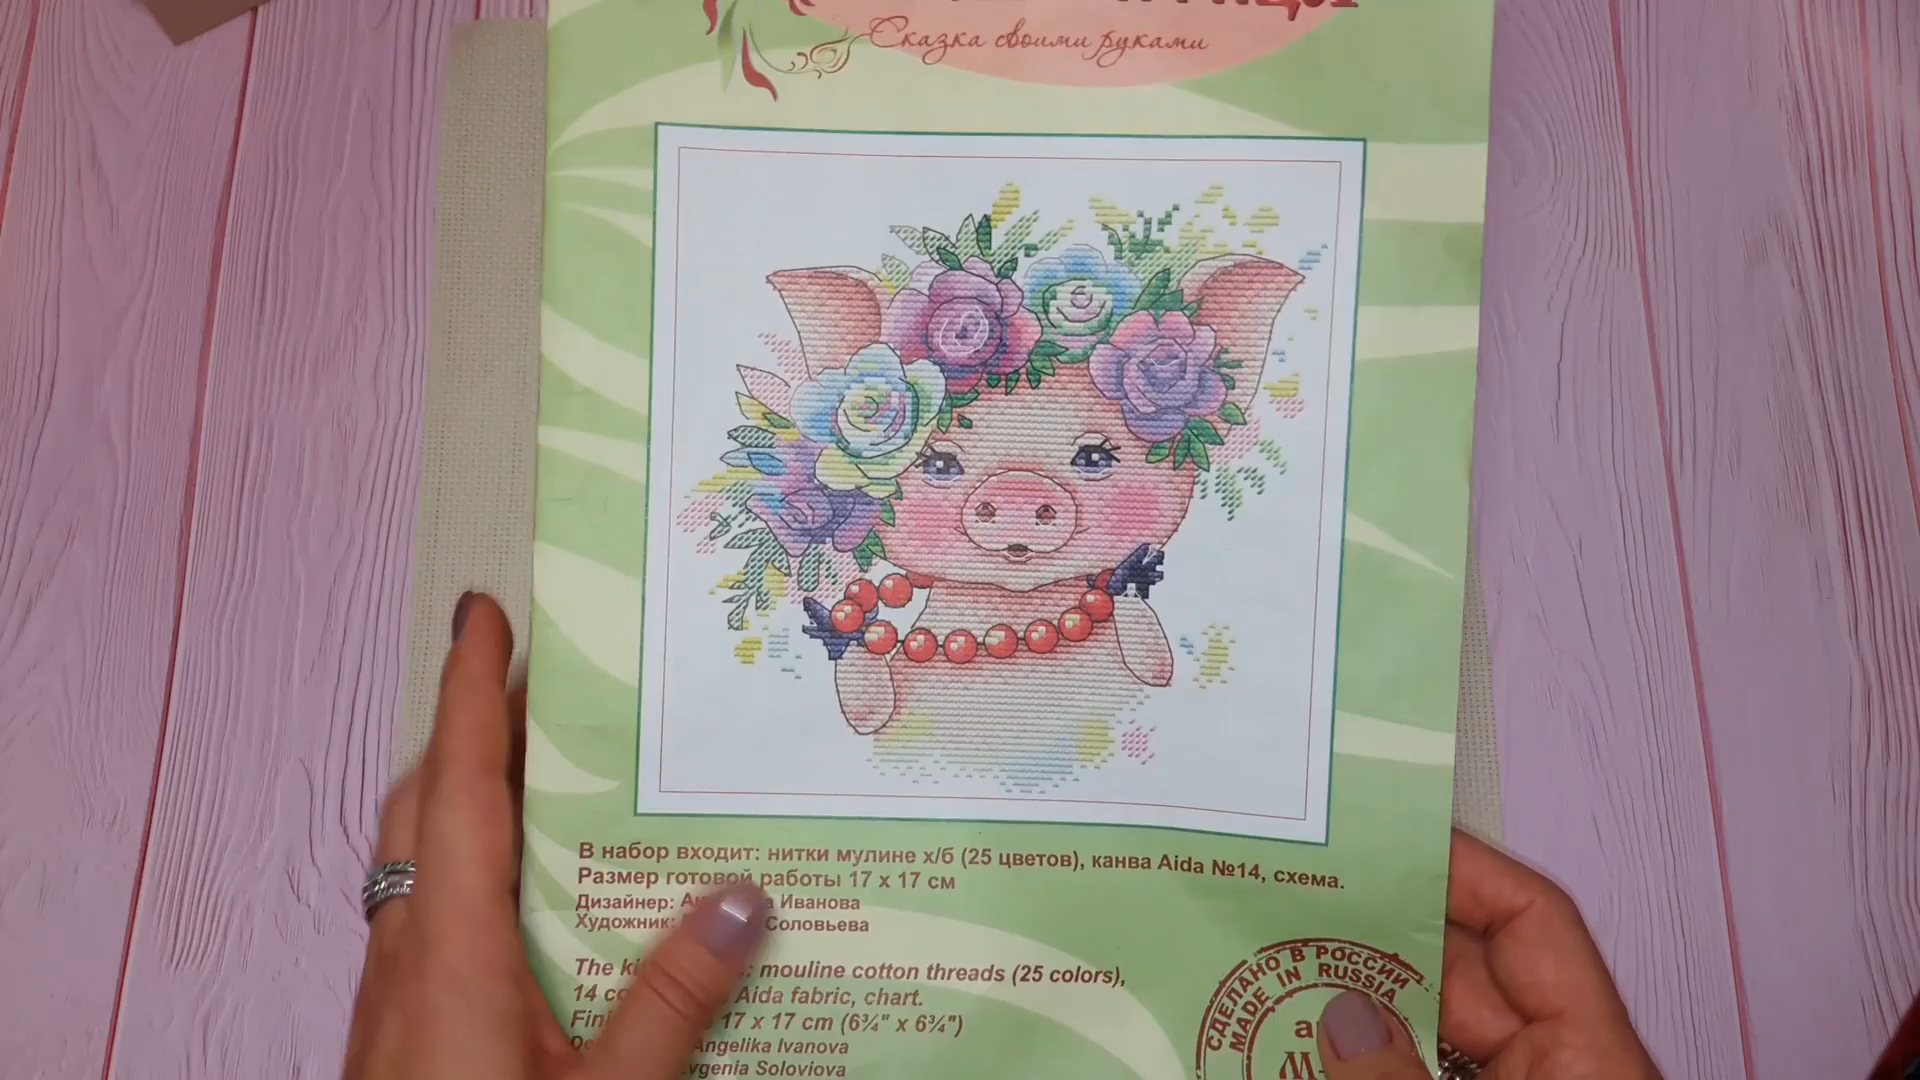 Сказка своими руками
В набор входит: нитки мулине х/б (25 цветов), канва Aida №14, схема.
Размер готовой работы 17 х 17 см
Дизайнер: Иванова
Художник: Соловьева
The mouline cotton threads (25 colors),
14 Aida fabric, chart.
17 x 17 cm (6¾" x 6¾")
Angelika Ivanova
Soloviova
СДЕЛАНО В РОССИИ
MADE IN RUSSIA